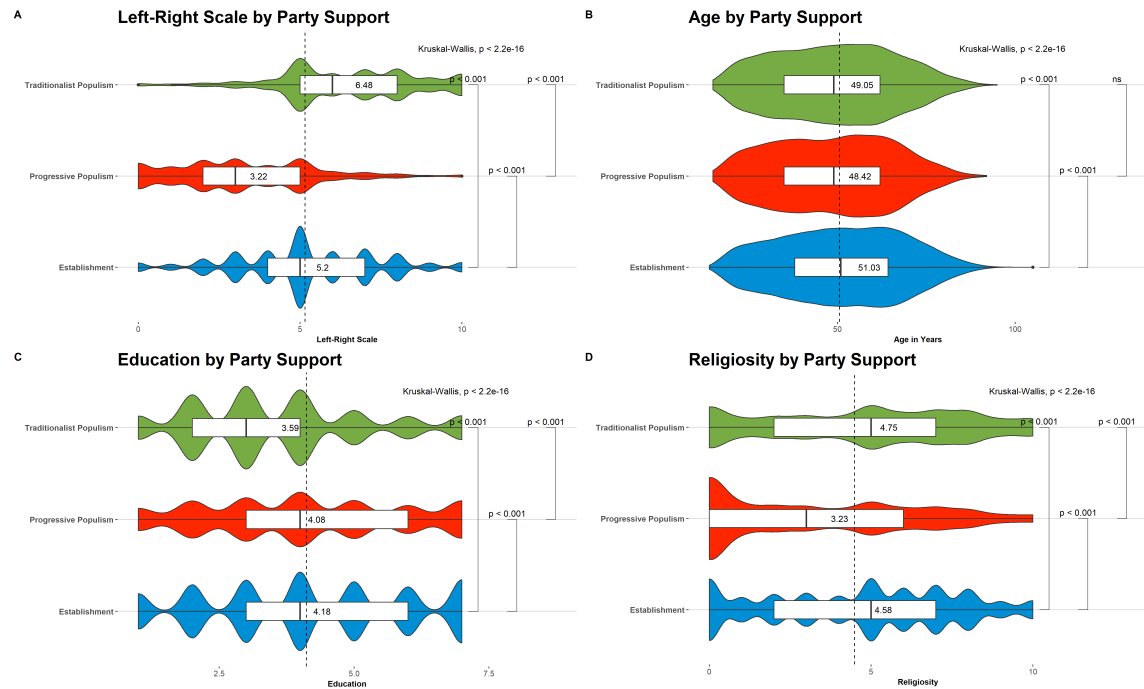 A
Left-Right Scale by Party Support
Kruskal-Wallis, p < 2.2e-16
p < 0.001
p < 0.001
Traditionalist Populism
6.48
p < 0.001
Progressive Populism
3.22
Establishment
5.2
0
5
10
Left-Right Scale
B
Age by Party Support
Kruskal-Wallis, p < 2.2e-16
p < 0.001
ns
Traditionalist Populism
49.05
p < 0.001
Progressive Populism
48.42
Establishment
51.03
50
100
Age in Years
C
Education by Party Support
Kruskal-Wallis, p < 2.2e-16
p < 0.001
p < 0.001
Traditionalist Populism
3.59
p < 0.001
Progressive Populism
4.08
Establishment
4.18
2.5
5.0
7.5
Education
D
Religiosity by Party Support
Kruskal-Wallis, p < 2.2e-16
p < 0.001
p < 0.001
Traditionalist Populism
4.75
p < 0.001
Progressive Populism
3.23
Establishment
4.58
0
5
10
Religiosity